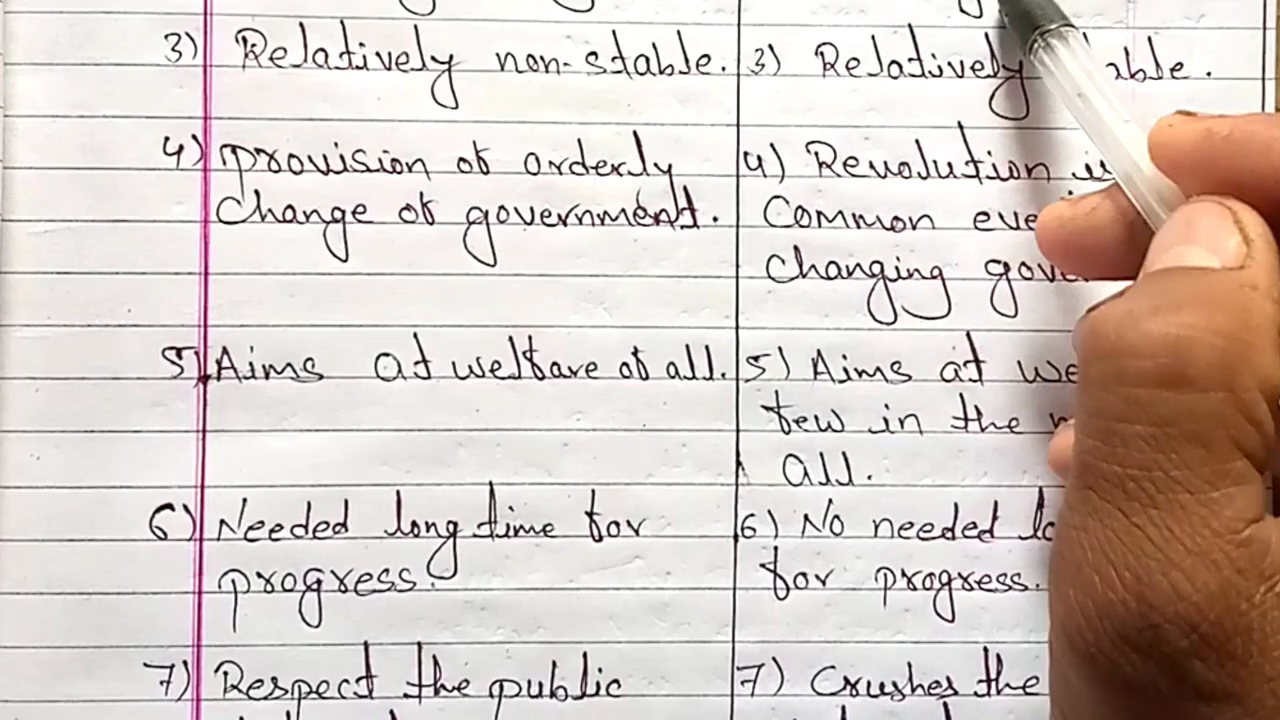 3) Relatively non-stable.
4) provision of orderly
change of government.
5) Aims at welfare of all.
6) Needed long time for
progress.
7) Respect the public
3) Relatively
4) Revolution is
Common
changing
5) Aims at
few in the
all.
6) No needed
for progress.
7) Crushes the